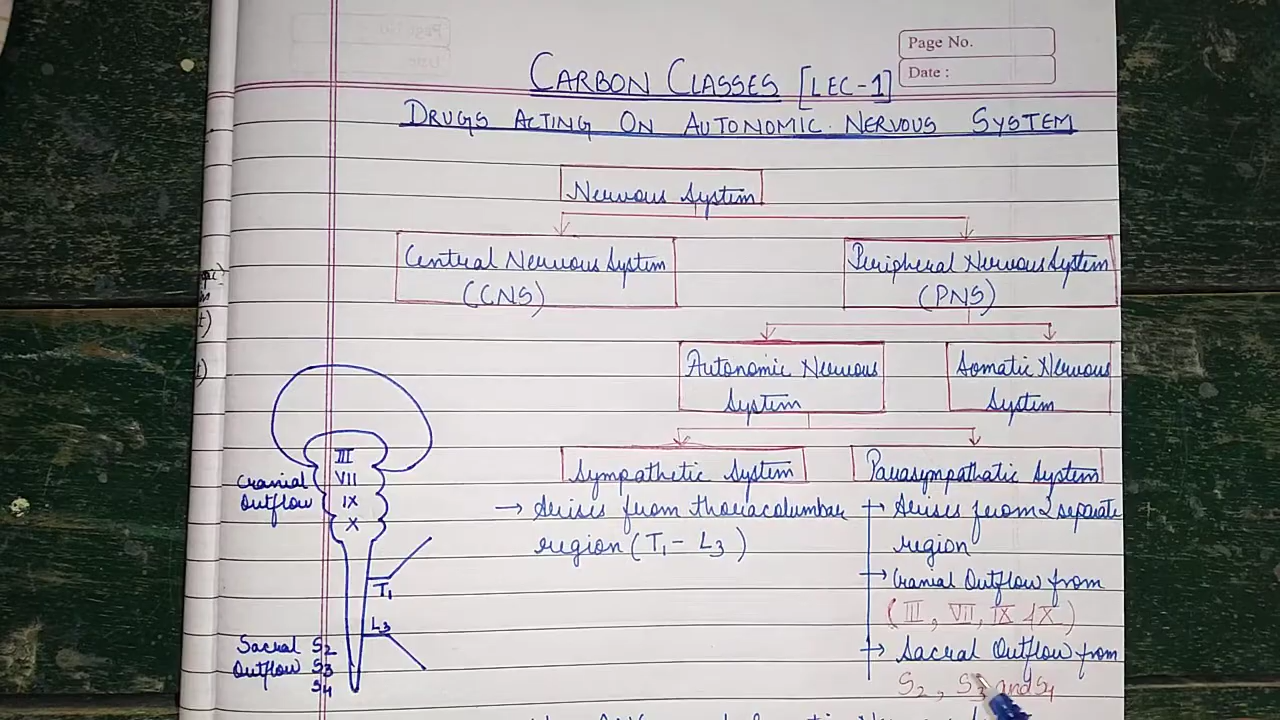 Page No.
Date :
CARBON CLASSES [LEC-1]
DRUGS ACTING ON AUTONOMIC NERVOUS SYSTEM
Nervous System
Central Nervous System
(CNS)
Peripheral Nervous System
(PNS)
Autonomic Nervous
System
Somatic Nervous
System
Sympathetic System
→ Arises from thoracolumbar
region (T1 - L3)
Parasympathatic System
→ Arises from 2 separate
region
→ Cranial Outflow from
(III, VII, IX & X)
→ Sacral Outflow from
S2, S3 and S4
Cranial
Outflow
III
VII
IX
X
T1
L3
Sacral S2
Outflow S3
S4